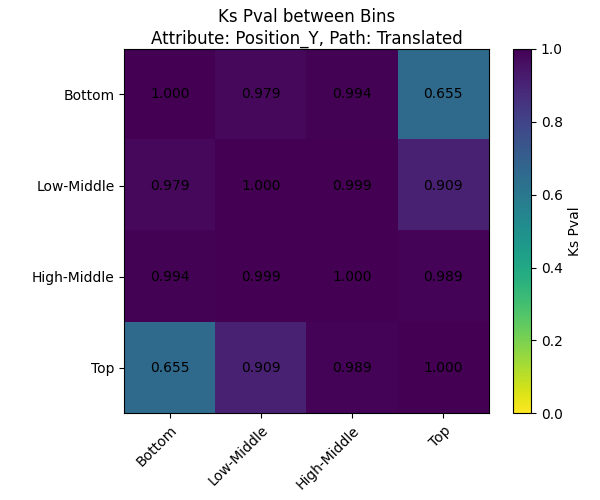 Ks Pval between Bins
Attribute: Position_Y, Path: Translated
Bottom 1.000 0.979 0.994 0.655
Low-Middle 0.979 1.000 0.999 0.909
High-Middle 0.994 0.999 1.000 0.989
Top 0.655 0.909 0.989 1.000
Bottom Low-Middle High-Middle Top
1.0
0.8
0.6
0.4
0.2
0.0
Ks Pval